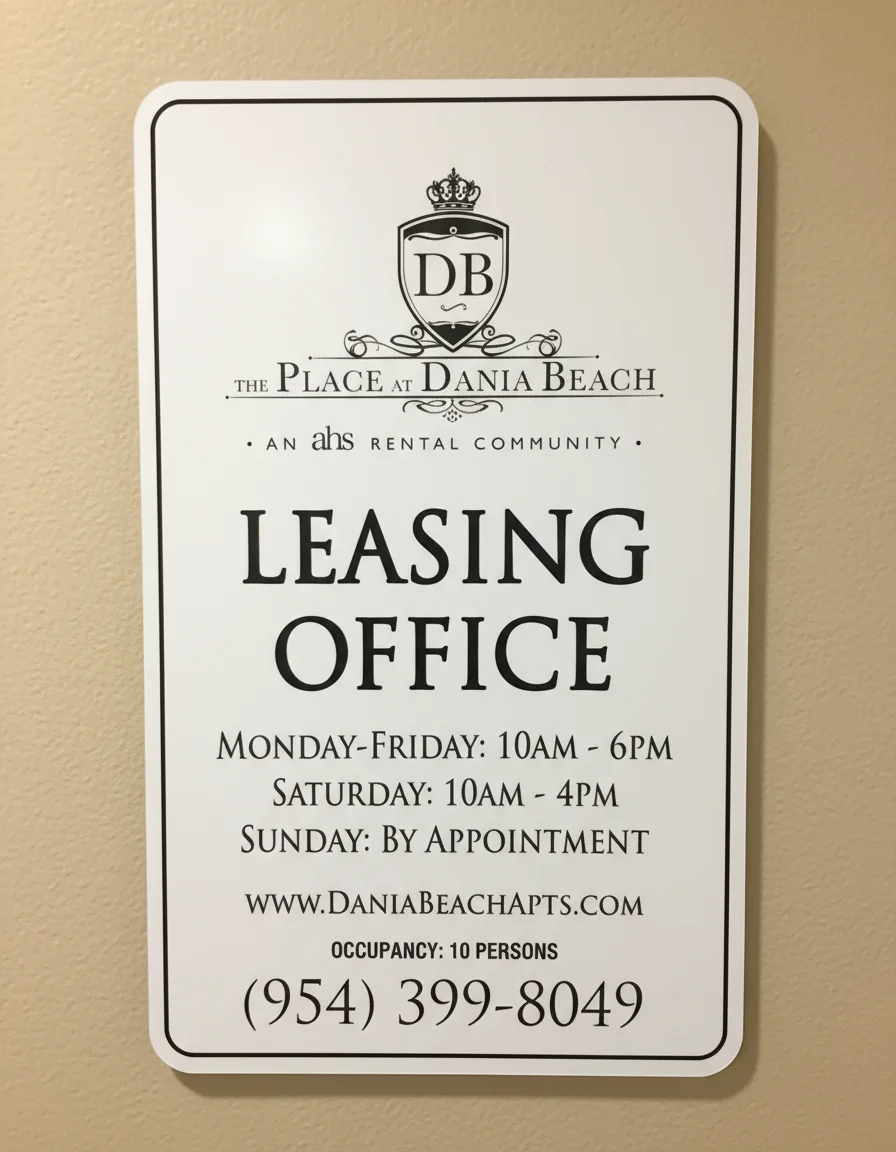 DB
THE PLACE AT DANIA BEACH
• AN ahs RENTAL COMMUNITY •
LEASING
OFFICE
MONDAY-FRIDAY: 10AM - 6PM
SATURDAY: 10AM - 4PM
SUNDAY: BY APPOINTMENT
WWW.DANIABEACHAPTS.COM
OCCUPANCY: 10 PERSONS
(954) 399-8049